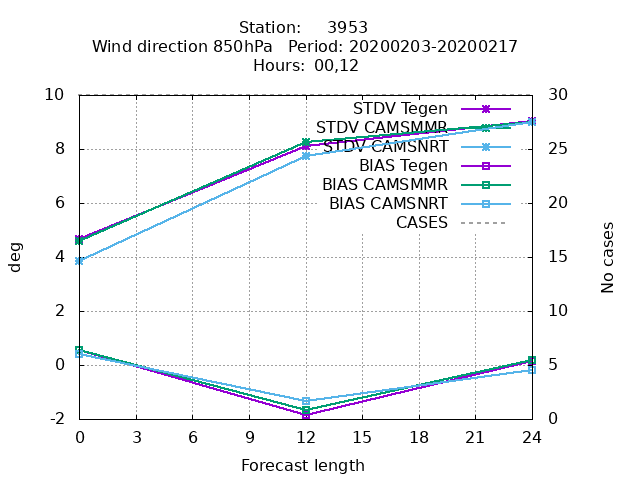 Station: 3953
Wind direction 850hPa Period: 20200203-20200217
Hours: 00,12
10
8
6
4
2
0
-2
deg
30
25
20
15
10
5
0
No cases
STDV Tegen
STDV CAMSMMR
STDV CAMSNRT
BIAS Tegen
BIAS CAMSMMR
BIAS CAMSNRT
CASES
0 3 6 9 12 15 18 21 24
Forecast length